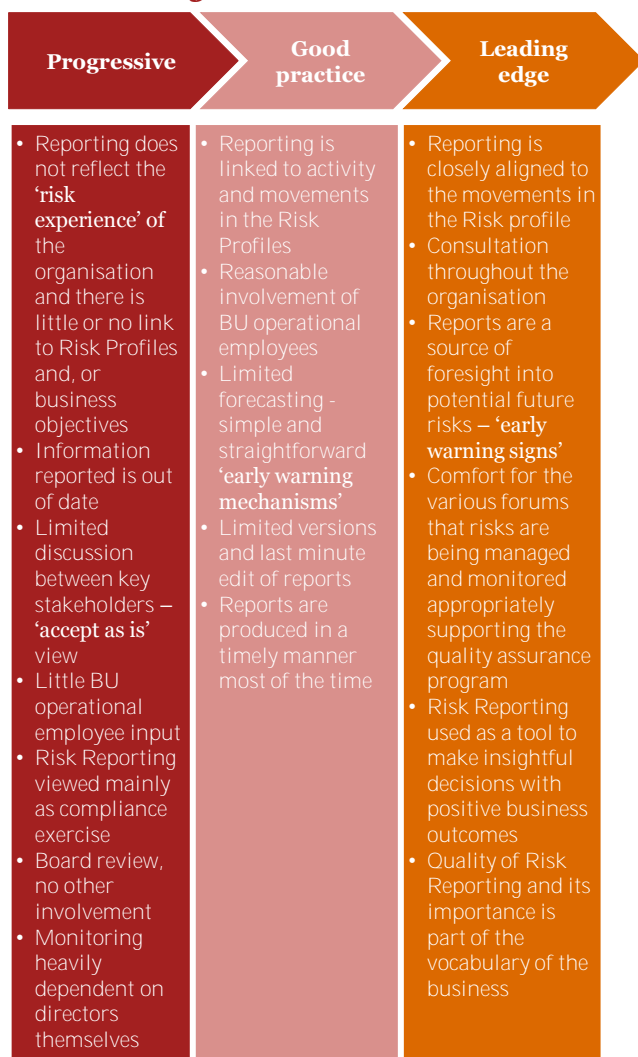 Progressive
Good
practice
Leading
edge
• Reporting does
not reflect the
‘risk
experience’ of
the
organisation
and there is
little or no link
to Risk Profiles
and, or
business
objectives
• Information
reported is out
of date
• Limited
discussion
between key
stakeholders –
‘accept as is’
view
• Little BU
operational
employee input
• Risk Reporting
viewed mainly
as compliance
exercise
• Board review,
no other
involvement
• Monitoring
heavily
dependent on
directors
themselves
• Reporting is
linked to activity
and movements
in the Risk
Profiles
• Reasonable
involvement of
BU operational
employees
• Limited
forecasting -
simple and
straightforward
‘early warning
mechanisms’
• Limited versions
and last minute
edit of reports
• Reports are
produced in a
timely manner
most of the time
• Reporting is
closely aligned to
the movements in
the Risk profile
• Consultation
throughout the
organisation
• Reports are a
source of
foresight into
potential future
risks – ‘early
warning signs’
• Comfort for the
various forums
that risks are
being managed
and monitored
appropriately
supporting the
quality assurance
program
• Risk Reporting
used as a tool to
make insightful
decisions with
positive business
outcomes
• Quality of Risk
Reporting and its
importance is
part of the
vocabulary of the
business